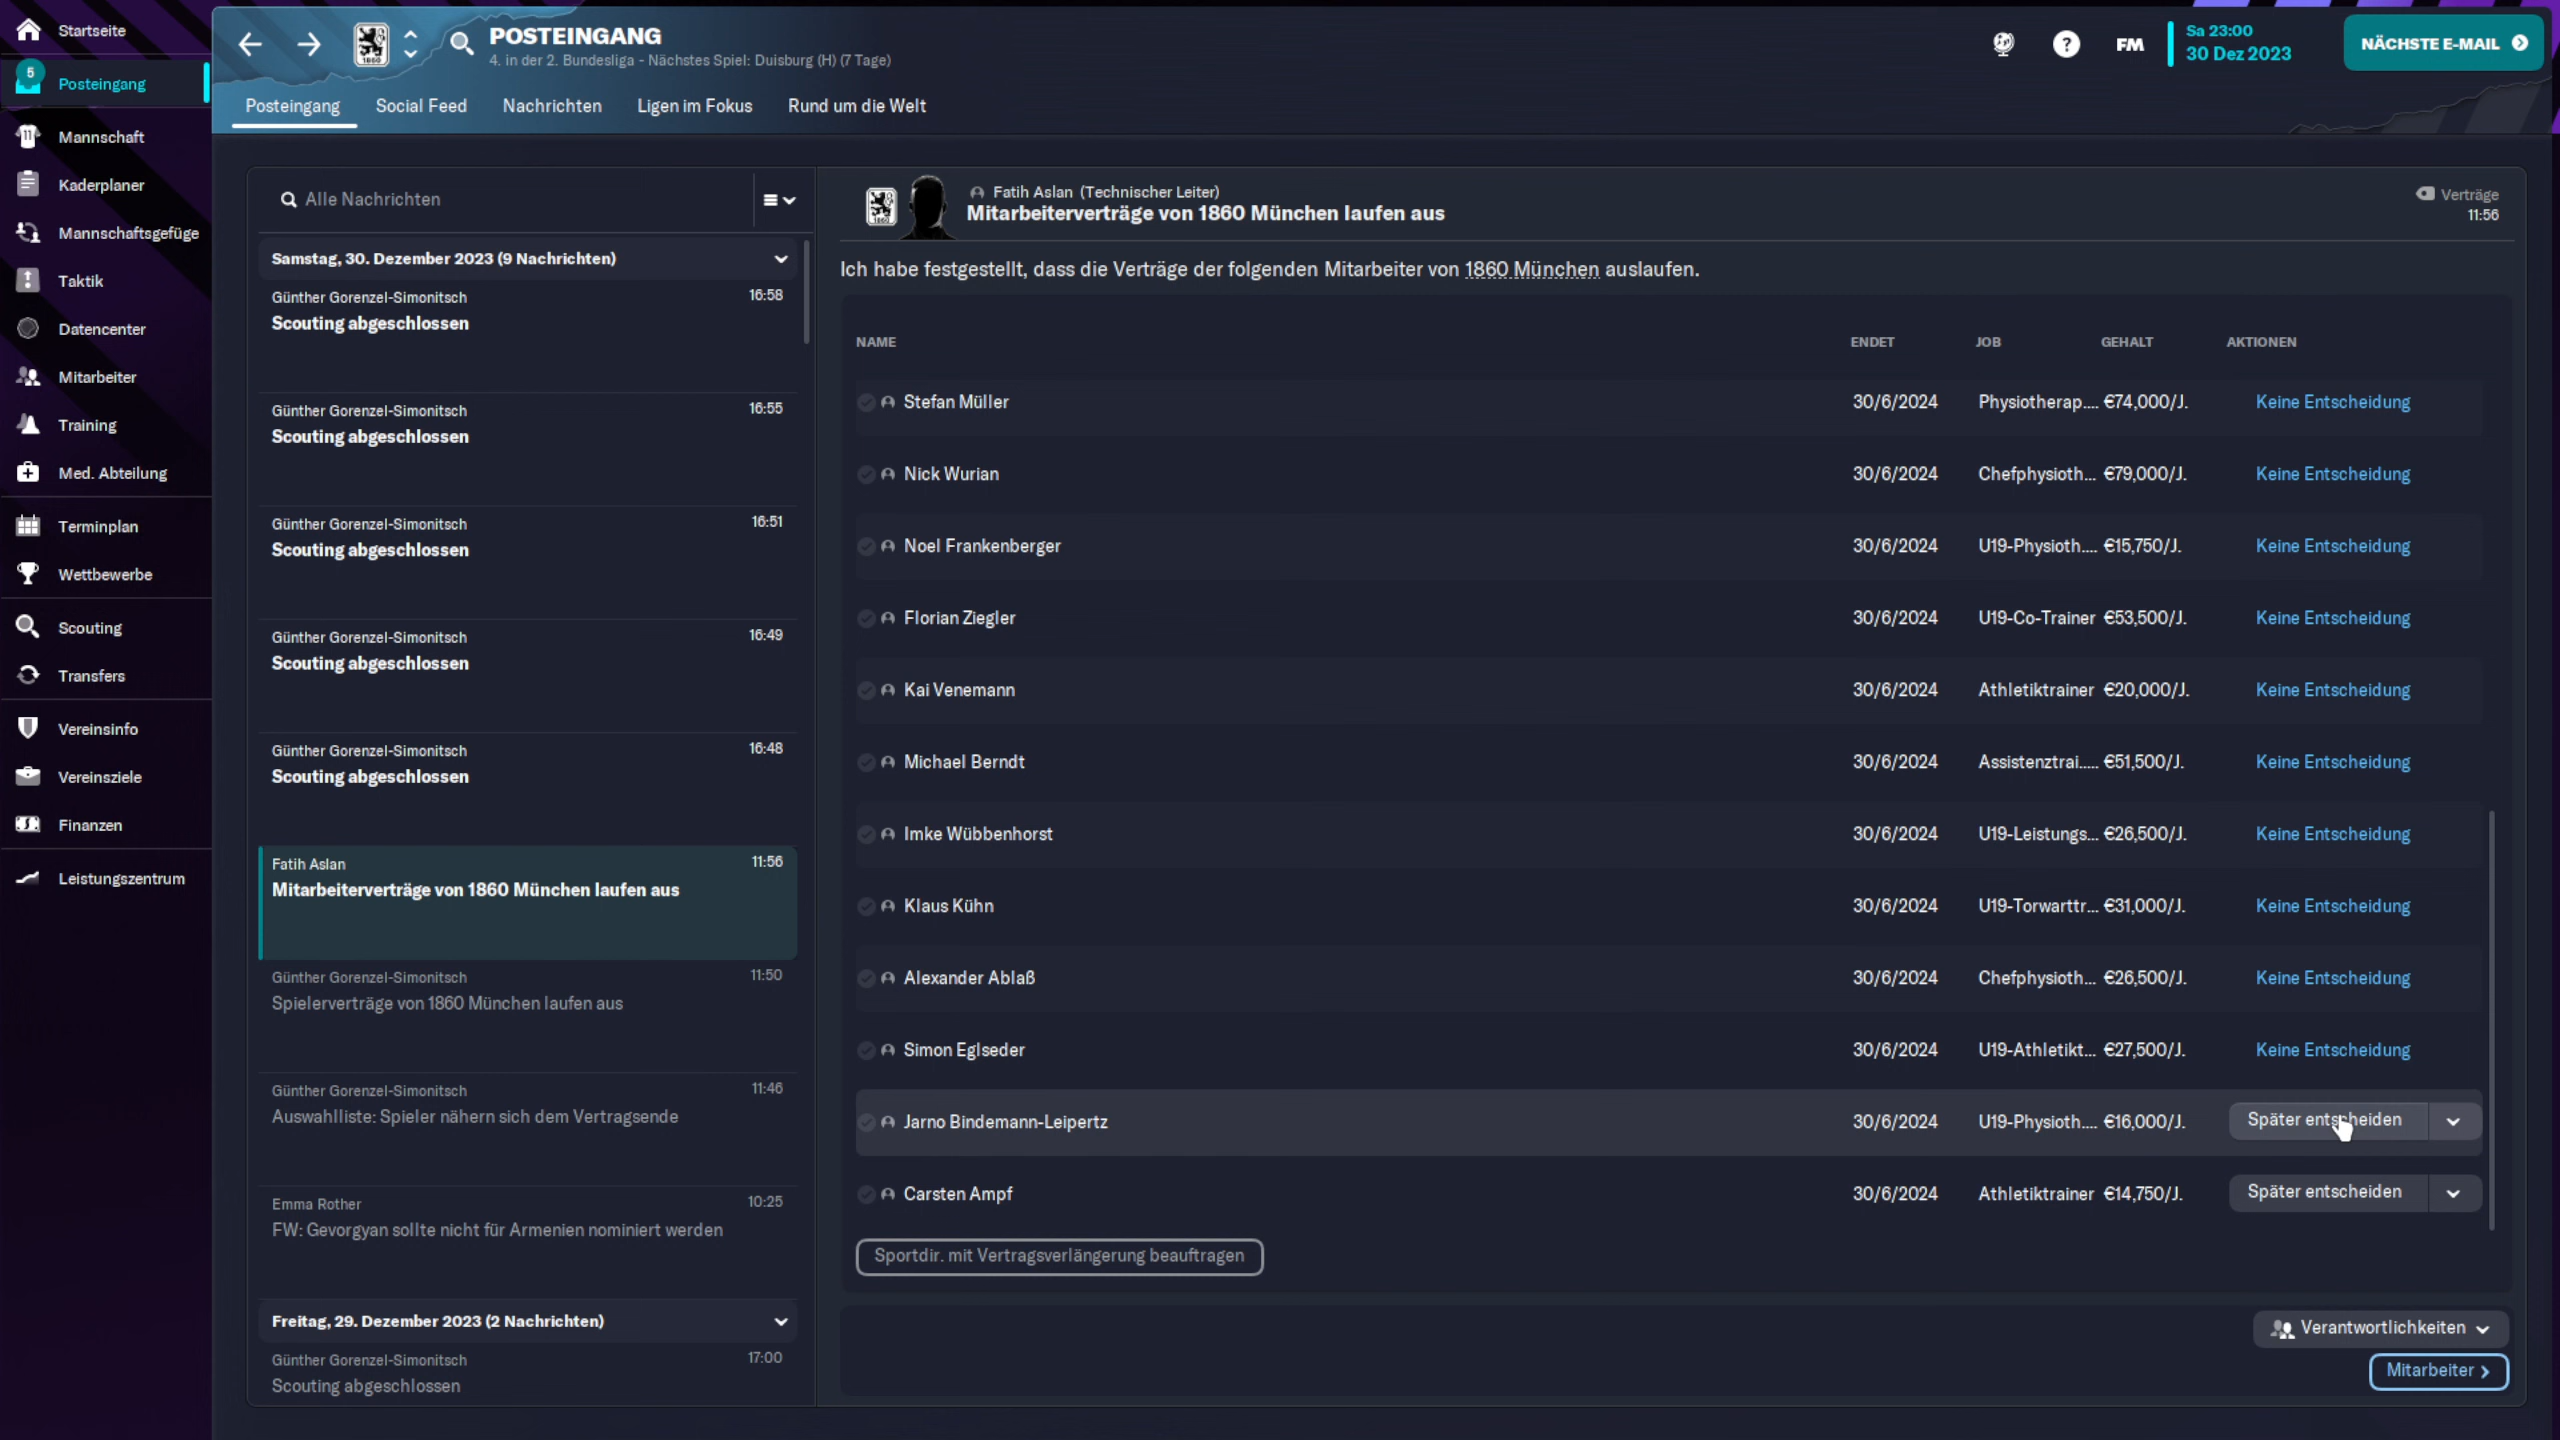 Startseite
5
Posteingang
Mannschaft
Kaderplaner
Mannschaftsgefüge
Taktik
Datencenter
Mitarbeiter
Training
Med. Abteilung
Terminplan
Wettbewerbe
Scouting
Transfers
Vereinsinfo
Vereinsziele
Finanzen
Leistungszentrum
POSTEINGANG
4. in der 2. Bundesliga - Nächstes Spiel: Duisburg (H) (7 Tage)
FM
Sa 23:00
30 Dez 2023
NÄCHSTE E-MAIL
Posteingang Social Feed Nachrichten Ligen im Fokus Rund um die Welt
Alle Nachrichten
Samstag, 30. Dezember 2023 (9 Nachrichten)
Günther Gorenzel-Simonitsch 16:58
Scouting abgeschlossen
Günther Gorenzel-Simonitsch 16:55
Scouting abgeschlossen
Günther Gorenzel-Simonitsch 16:51
Scouting abgeschlossen
Günther Gorenzel-Simonitsch 16:49
Scouting abgeschlossen
Günther Gorenzel-Simonitsch 16:48
Scouting abgeschlossen
Fatih Aslan 11:56
Mitarbeiterverträge von 1860 München laufen aus
Günther Gorenzel-Simonitsch 11:50
Spielerverträge von 1860 München laufen aus
Günther Gorenzel-Simonitsch 11:46
Auswahlliste: Spieler nähern sich dem Vertragsende
Emma Rother 10:25
FW: Gevorgyan sollte nicht für Armenien nominiert werden
Freitag, 29. Dezember 2023 (2 Nachrichten)
Günther Gorenzel-Simonitsch 17:00
Scouting abgeschlossen
Fatih Aslan (Technischer Leiter)
Mitarbeiterverträge von 1860 München laufen aus
Verträge
11:56
Ich habe festgestellt, dass die Verträge der folgenden Mitarbeiter von 1860 München auslaufen.
NAME ENDET JOB GEHALT AKTIONEN
Stefan Müller 30/6/2024 Physiotherap.... €74,000/J. Keine Entscheidung
Nick Wurian 30/6/2024 Chefphysioth... €79,000/J. Keine Entscheidung
Noel Frankenberger 30/6/2024 U19-Physioth.... €15,750/J. Keine Entscheidung
Florian Ziegler 30/6/2024 U19-Co-Trainer €53,500/J. Keine Entscheidung
Kai Venemann 30/6/2024 Athletiktrainer €20,000/J. Keine Entscheidung
Michael Berndt 30/6/2024 Assistenztrai..... €51,500/J. Keine Entscheidung
Imke Wübbenhorst 30/6/2024 U19-Leistungs... €26,500/J. Keine Entscheidung
Klaus Kühn 30/6/2024 U19-Torwarttr... €31,000/J. Keine Entscheidung
Alexander Ablaß 30/6/2024 Chefphysioth... €26,500/J. Keine Entscheidung
Simon Eglseder 30/6/2024 U19-Athletikt... €27,500/J. Keine Entscheidung
Jarno Bindemann-Leipertz 30/6/2024 U19-Physioth.... €16,000/J. Später entscheiden
Carsten Ampf 30/6/2024 Athletiktrainer €14,750/J. Später entscheiden
Sportdir. mit Vertragsverlängerung beauftragen
Verantwortlichkeiten
Mitarbeiter